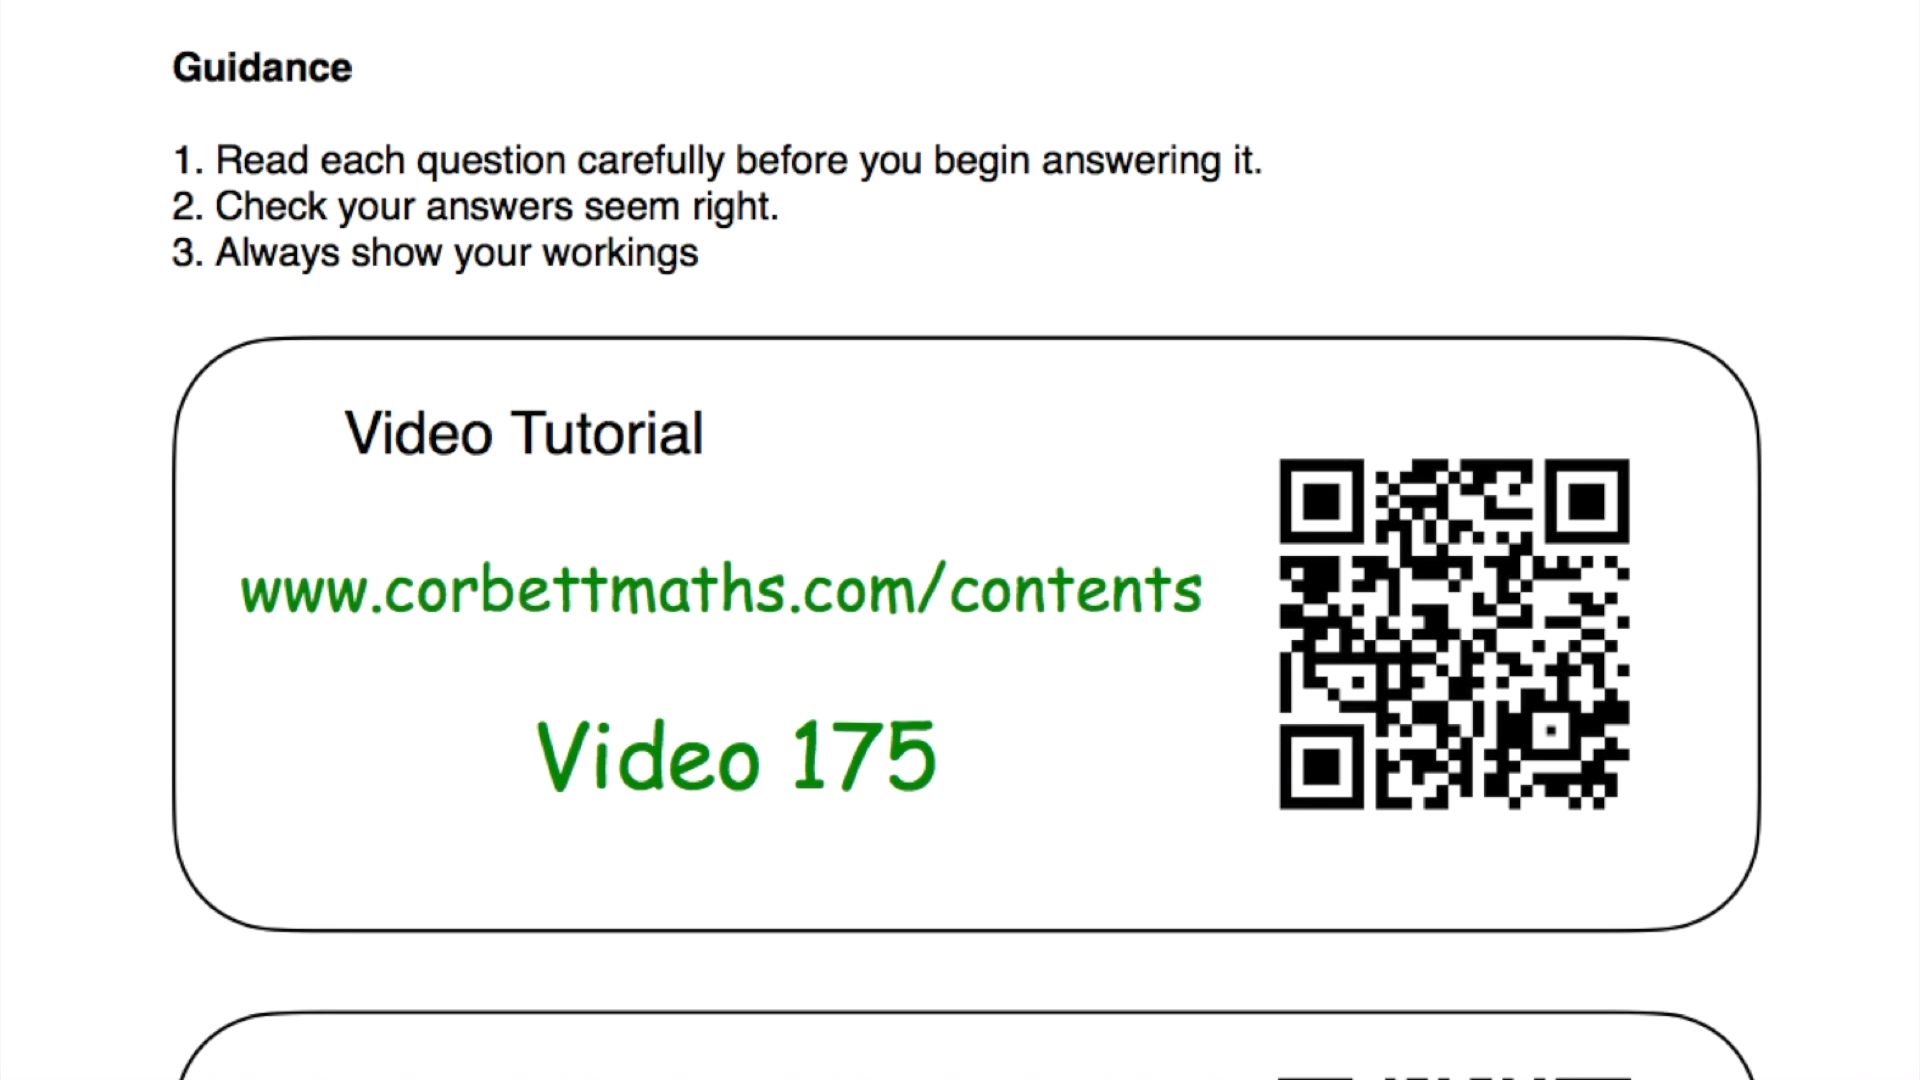 Guidance
1. Read each question carefully before you begin answering it.
2. Check your answers seem right.
3. Always show your workings
Video Tutorial
www.corbettmaths.com/contents
Video 175